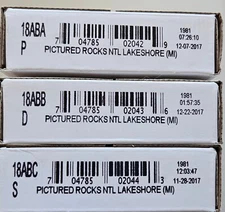 18ABA
P
7 04785 02042 9
1981
07:26:10
12-07-2017
PICTURED ROCKS NTL LAKESHORE (MI)
18ABB
D
7 04785 02043 6
1981
01:57:35
12-22-2017
PICTURED ROCKS NTL LAKESHORE (MI)
18ABC
S
7 04785 02044 3
1981
12:03:47
11-28-2017
PICTURED ROCKS NTL LAKESHORE (MI)